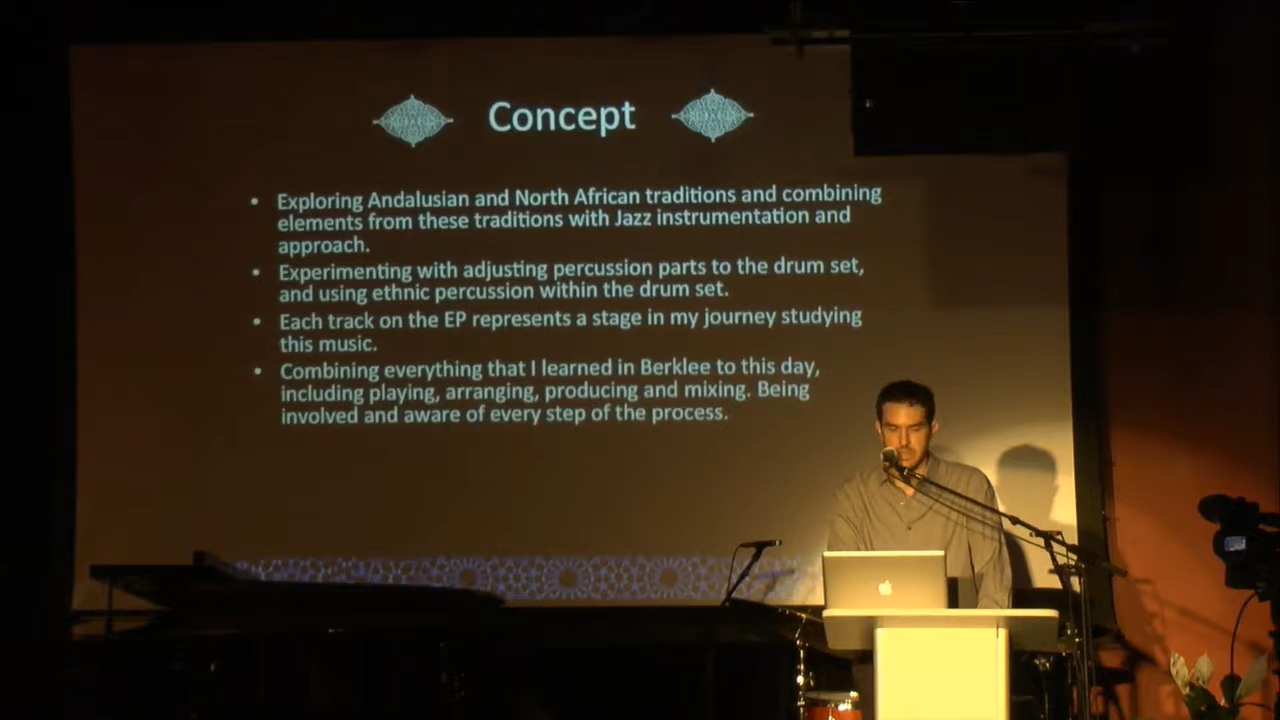 Concept
• Exploring Andalusian and North African traditions and combining
elements from these traditions with Jazz instrumentation and
approach.
• Experimenting with adjusting percussion parts to the drum set,
and using ethnic percussion within the drum set.
• Each track on the EP represents a stage in my journey studying
this music.
• Combining everything that I learned in Berklee to this day,
including playing, arranging, producing and mixing. Being
involved and aware of every step of the process.